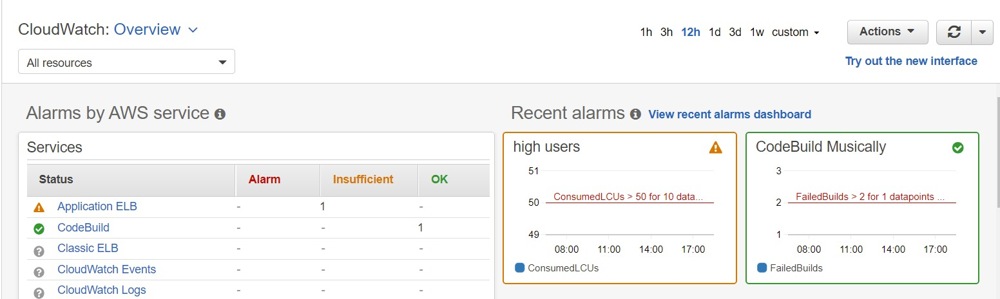 CloudWatch: Overview
1h 3h 12h 1d 3d 1w custom
Actions
All resources
Try out the new interface
Alarms by AWS service
Services
Status Alarm Insufficient OK
Application ELB - 1 -
CodeBuild - - 1
Classic ELB - - -
CloudWatch Events - - -
CloudWatch Logs - - -
Recent alarms View recent alarms dashboard
high users
51
ConsumedLCUs > 50 for 10 data...
50
49
08:00 11:00 14:00 17:00
ConsumedLCUs
CodeBuild Musically
3
FailedBuilds > 2 for 1 datapoints ...
2
1
08:00 11:00 14:00 17:00
FailedBuilds